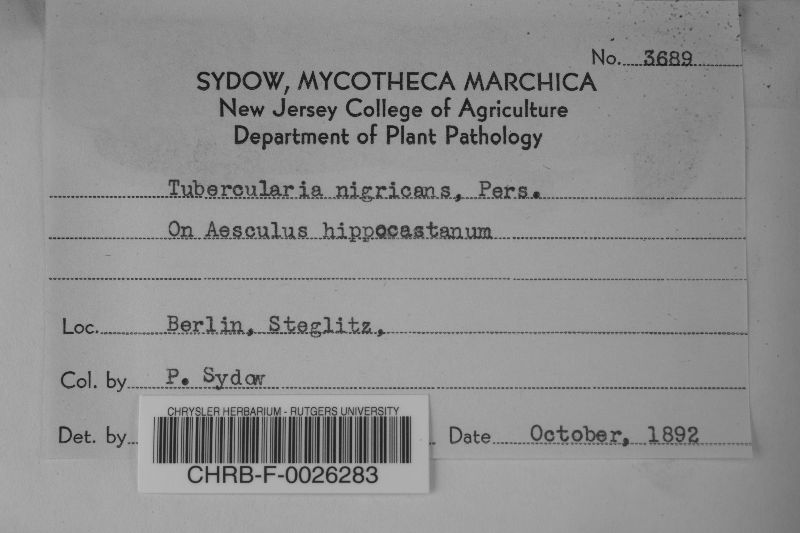 No. 3689
SYDOW, MYCOTHECA MARCHICA
New Jersey College of Agriculture
Department of Plant Pathology
Tubercularia nigricans, Pers.
On Aesculus hippocastanum
Loc. Berlin, Steglitz,
Col. by P. Sydow
Det. by Date October, 1892
CHRYSLER HERBARIUM - RUTGERS UNIVERSITY
CHRB-F-0026283